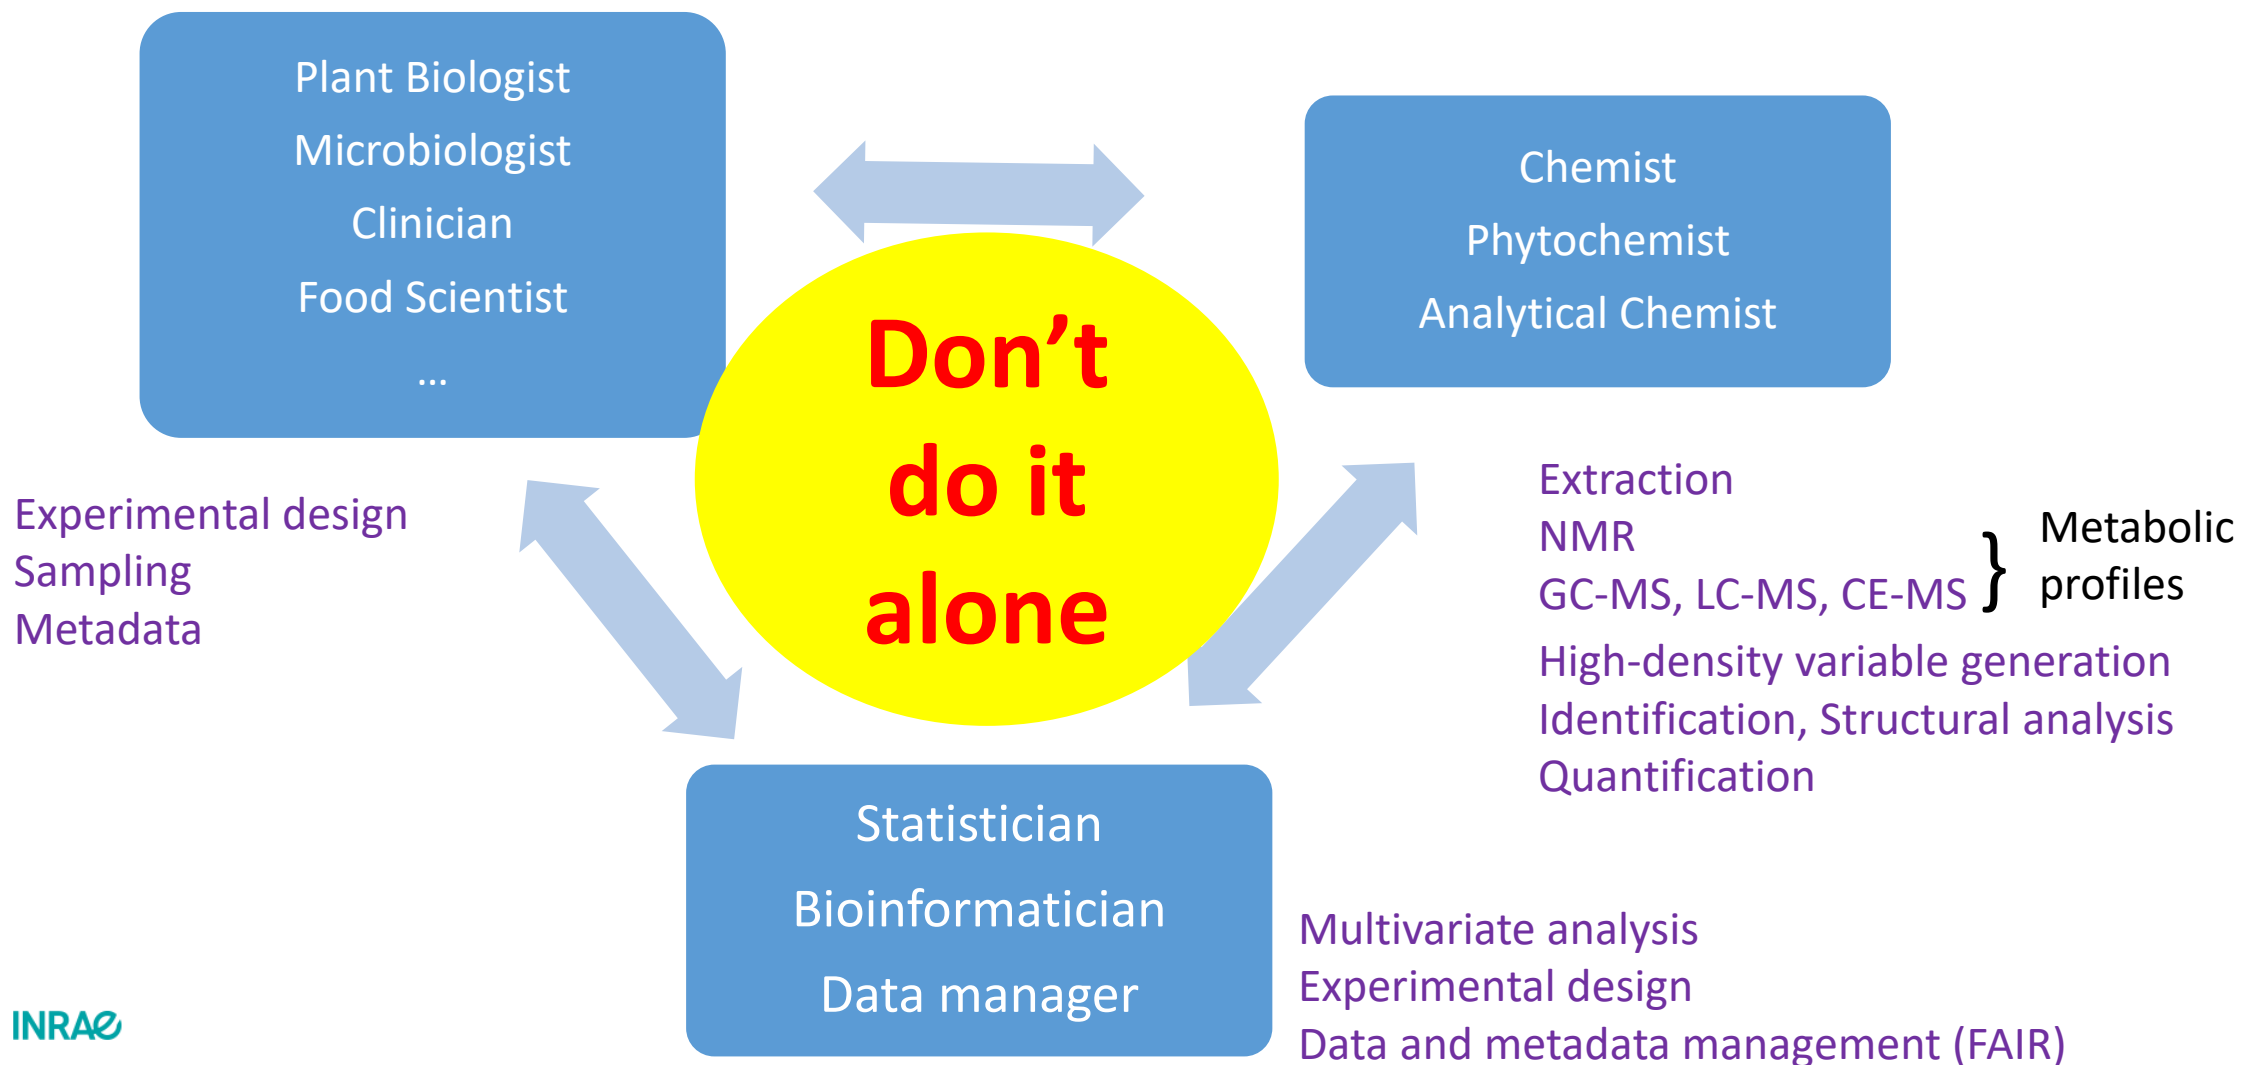 Plant Biologist
Microbiologist
Clinician
Food Scientist
...
Chemist
Phytochemist
Analytical Chemist
Don’t
do it
alone
Experimental design
Sampling
Metadata
Extraction
NMR
GC-MS, LC-MS, CE-MS
}
Metabolic
profiles
High-density variable generation
Identification, Structural analysis
Quantification
Statistician
Bioinformatician
Data manager
Multivariate analysis
Experimental design
Data and metadata management (FAIR)
INRAE